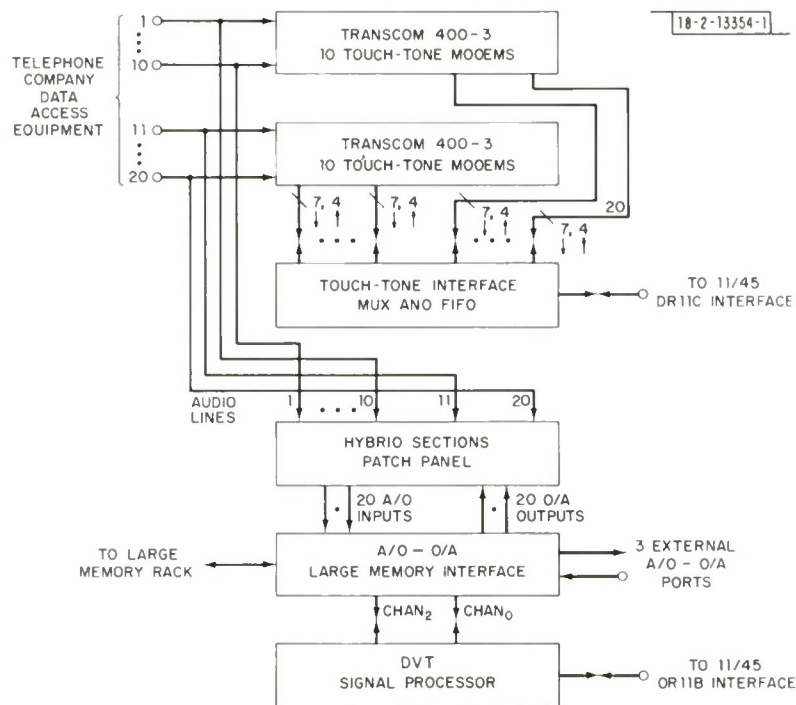 18-2-13354-1
1
10
TELEPHONE
COMPANY
DATA
ACCESS
EQUIPMENT
11
20
TRANSCOM 400-3
10 TOUCH-TONE MOOEMS
TRANSCOM 400-3
10 TOUCH-TONE MOOEMS
7, 4
7, 4
7, 4
20
7, 4
TOUCH-TONE INTERFACE
MUX AND FIFO
TO 11/45
DR11C INTERFACE
AUDIO
LINES
1
10
11
20
HYBRIO SECTIONS
PATCH PANEL
20 A/O
INPUTS
20 O/A
OUTPUTS
TO LARGE
MEMORY RACK
A/O - O/A
LARGE MEMORY INTERFACE
3 EXTERNAL
A/O - O/A
PORTS
CHAN2
CHAN0
DVT
SIGNAL PROCESSOR
TO 11/45
OR11B INTERFACE